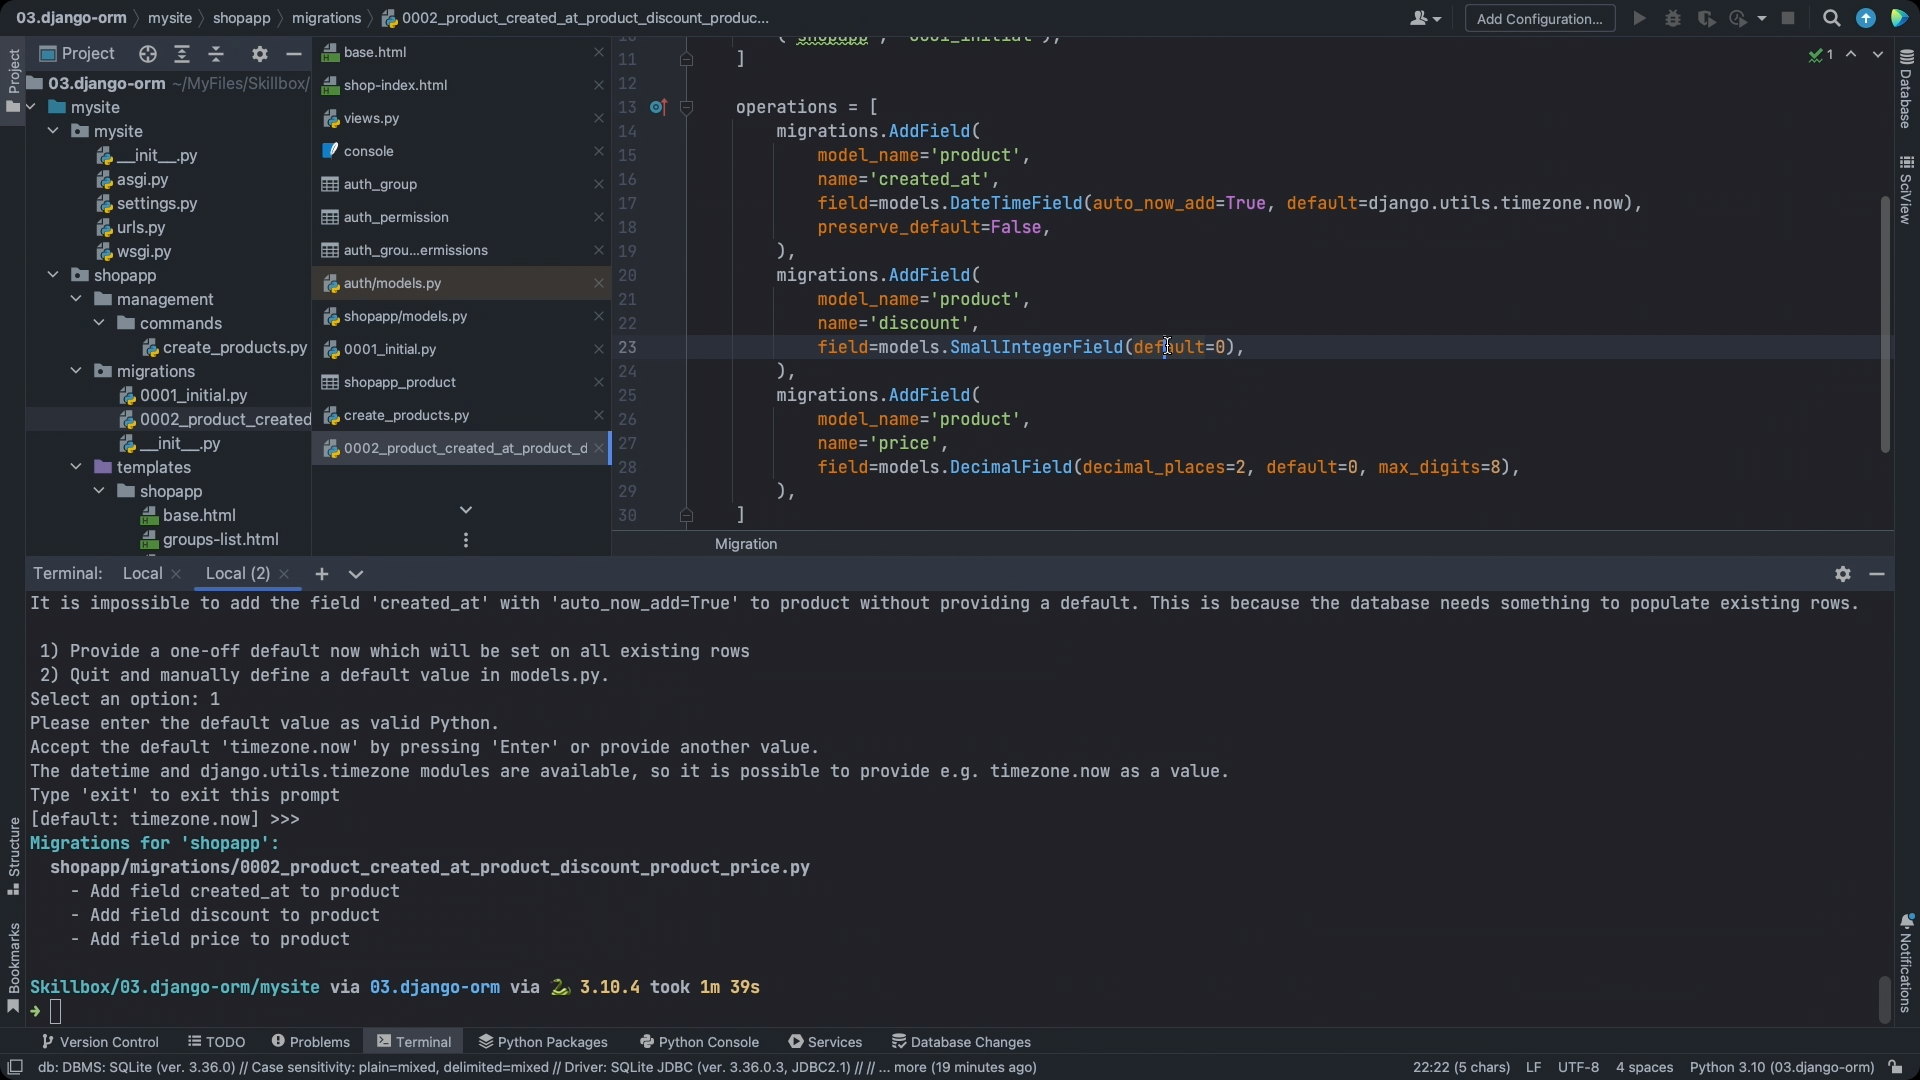 03.django-orm
mysite
shopapp
migrations
0002_product_created_at_product_discount_produc...
Add Configuration...
Project
Project
03.django-orm ~/MyFiles/Skillbox/
mysite
mysite
__init__.py
asgi.py
settings.py
urls.py
wsgi.py
shopapp
management
commands
create_products.py
migrations
0001_initial.py
0002_product_created
__init__.py
templates
shopapp
base.html
groups-list.html
base.html
shop-index.html
views.py
console
auth_group
auth_permission
auth_grou...ermissions
auth/models.py
shopapp/models.py
0001_initial.py
shopapp_product
create_products.py
0002_product_created_at_product_d
10 ('shopapp', '0001_initial'),
11 ]
12
13 operations = [
14 migrations.AddField(
15 model_name='product',
16 name='created_at',
17 field=models.DateTimeField(auto_now_add=True, default=django.utils.timezone.now),
18 preserve_default=False,
19 ),
20 migrations.AddField(
21 model_name='product',
22 name='discount',
23 field=models.SmallIntegerField(default=0),
24 ),
25 migrations.AddField(
26 model_name='product',
27 name='price',
28 field=models.DecimalField(decimal_places=2, default=0, max_digits=8),
29 ),
30 ]
1
Migration
Database
SciView
Notifications
Structure
Bookmarks
Terminal: Local Local (2)
It is impossible to add the field 'created_at' with 'auto_now_add=True' to product without providing a default. This is because the database needs something to populate existing rows.
1) Provide a one-off default now which will be set on all existing rows
2) Quit and manually define a default value in models.py.
Select an option: 1
Please enter the default value as valid Python.
Accept the default 'timezone.now' by pressing 'Enter' or provide another value.
The datetime and django.utils.timezone modules are available, so it is possible to provide e.g. timezone.now as a value.
Type 'exit' to exit this prompt
[default: timezone.now] >>>
Migrations for 'shopapp':
shopapp/migrations/0002_product_created_at_product_discount_product_price.py
- Add field created_at to product
- Add field discount to product
- Add field price to product
Skillbox/03.django-orm/mysite via 03.django-orm via 3.10.4 took 1m 39s
Version Control
TODO
Problems
Terminal
Python Packages
Python Console
Services
Database Changes
db: DBMS: SQLite (ver. 3.36.0) // Case sensitivity: plain=mixed, delimited=mixed // Driver: SQLite JDBC (ver. 3.36.0.3, JDBC2.1) // // ... more (19 minutes ago)
22:22 (5 chars)
LF
UTF-8
4 spaces
Python 3.10 (03.django-orm)